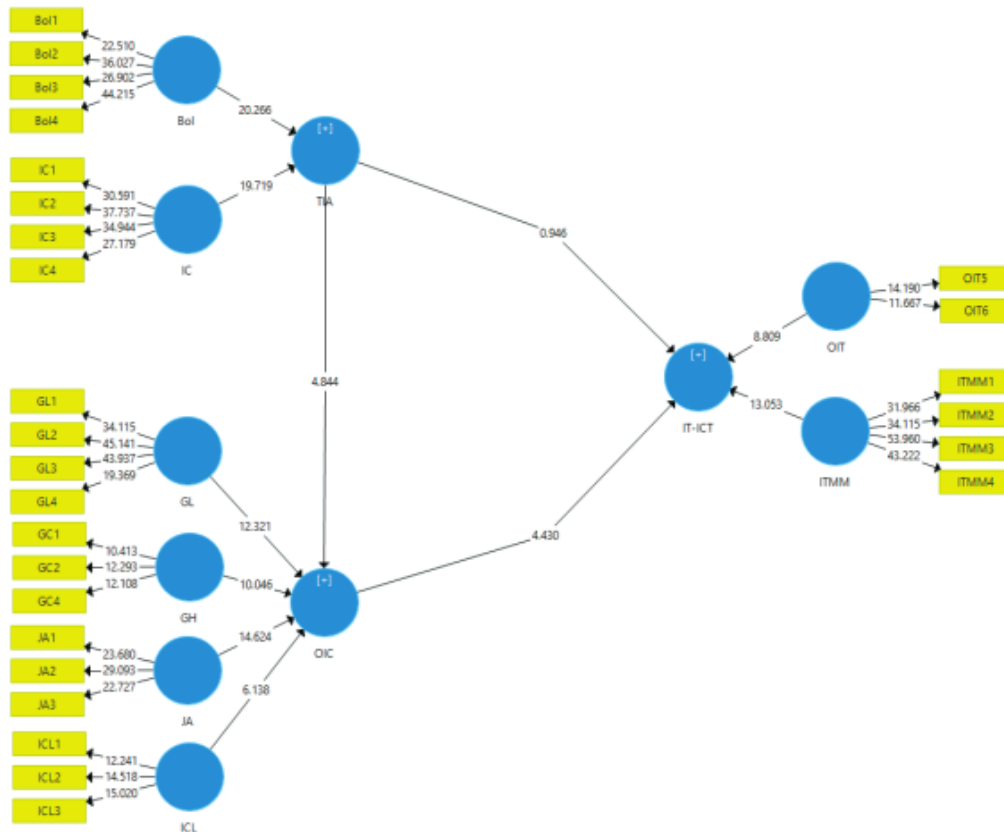 BoI1
BoI2
BoI3
BoI4
22.510
36.027
26.902
44.215
BoI
20.266
IC1
IC2
IC3
IC4
30.591
37.737
34.944
27.179
IC
19.719
[+]
TIA
0.946
4.844
OIT5
OIT6
14.190
11.667
OIT
8.809
[+]
IT-ICT
13.053
ITMM1
ITMM2
ITMM3
ITMM4
31.966
34.115
53.960
43.222
ITMM
GL1
GL2
GL3
GL4
34.115
45.141
43.937
19.369
GL
12.321
GC1
GC2
GC4
10.413
12.293
12.108
GH
10.046
[+]
OIC
4.430
JA1
JA2
JA3
23.680
29.093
22.727
JA
14.624
ICL1
ICL2
ICL3
12.241
14.518
15.020
ICL
6.138